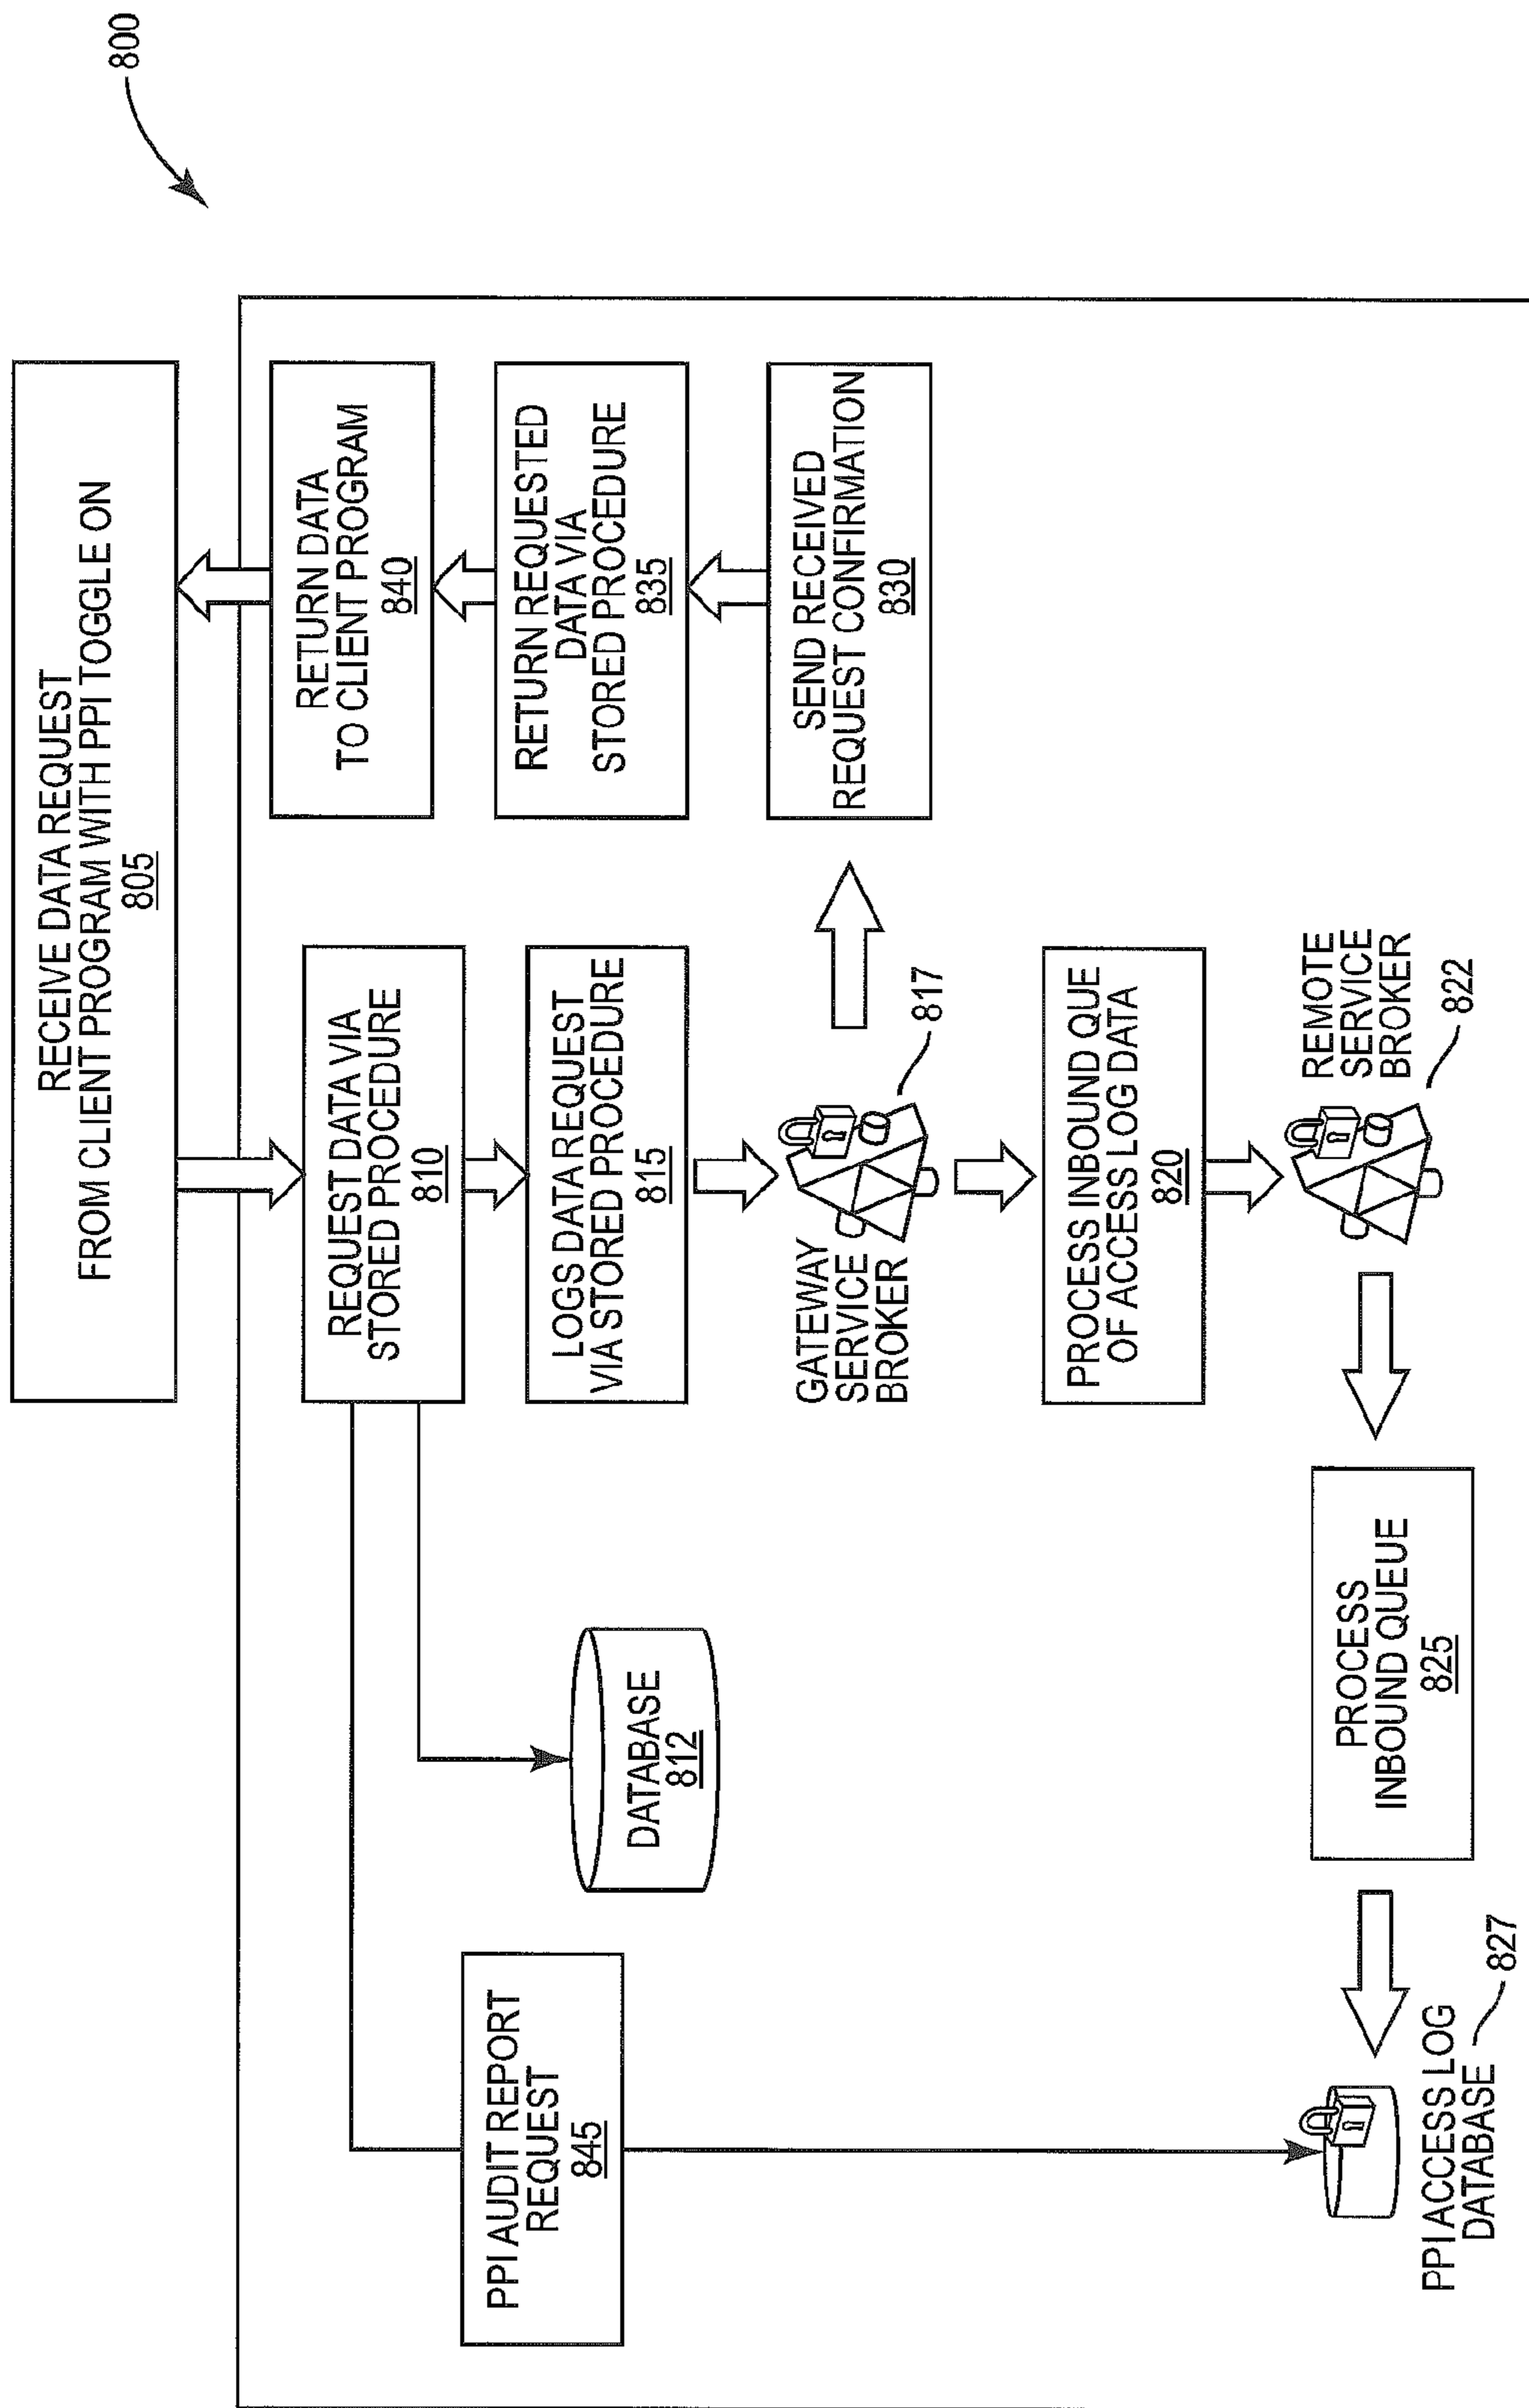 800
RECEIVE DATA REQUEST
FROM CLIENT PROGRAM WITH PPI TOGGLE ON
805
REQUEST DATA VIA
STORED PROCEDURE
810
RETURN DATA
TO CLIENT PROGRAM
840
PPI AUDIT REPORT
REQUEST
845
DATABASE
812
LOGS DATA REQUEST
VIA STORED PROCEDURE
815
RETURN REQUESTED
DATA VIA
STORED PROCEDURE
835
GATEWAY
SERVICE
BROKER
817
SEND RECEIVED
REQUEST CONFIRMATION
830
PROCESS INBOUND QUE
OF ACCESS LOG DATA
820
REMOTE
SERVICE
BROKER
822
PROCESS
INBOUND QUEUE
825
PPI ACCESS LOG
DATABASE
827